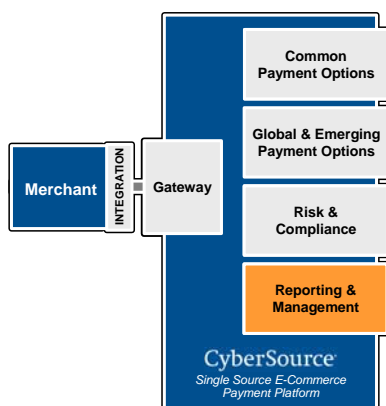 Common
Payment Options
Global & Emerging
Payment Options
Merchant
INTEGRATION
Gateway
Risk &
Compliance
Reporting &
Management
CyberSource
Single Source E-Commerce
Payment Platform